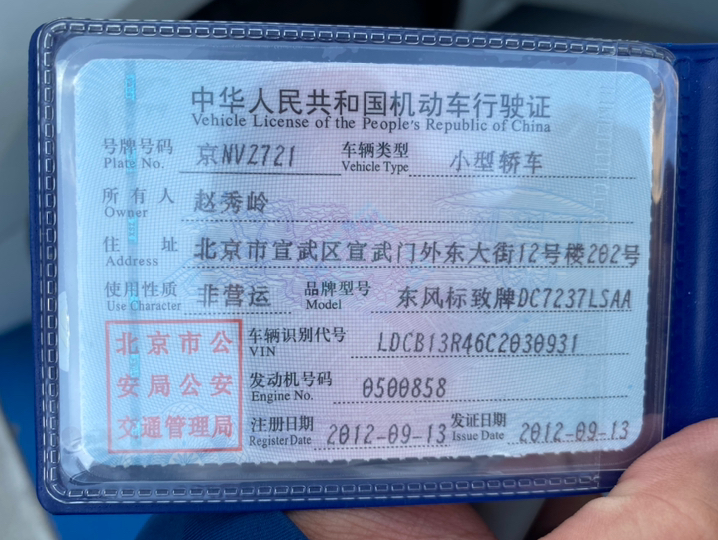 中华人民共和国机动车行驶证
Vehicle License of the People's Republic of China
号牌号码 京NVZ721 车辆类型 小型轿车
Plate No. Vehicle Type
所有人 赵秀岭
Owner
住址 北京市宣武区宣武门外东大街12号楼202号
Address
使用性质 非营运 品牌型号 东风标致牌DC7237LSAA
Use Character Model
北京市公安局公安交通管理局
车辆识别代号 LDCB13R46C2030931
VIN
发动机号码 0500858
Engine No.
注册日期 2012-09-13 发证日期 2012-09-13
Register Date Issue Date